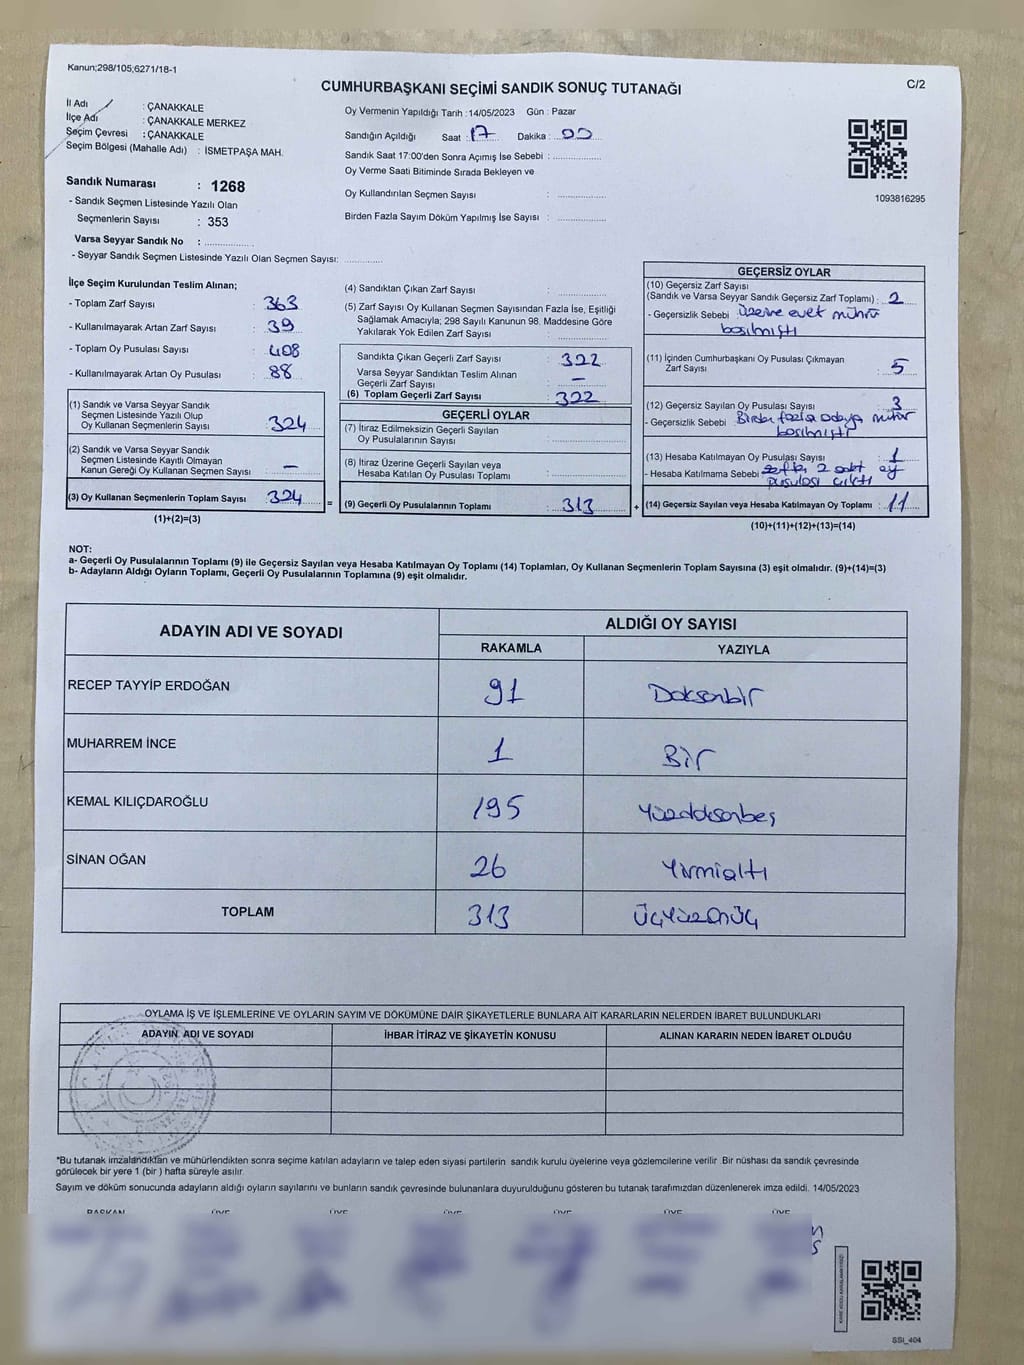 Kanun;298/105;6271/18-1
C/2
CUMHURBAŞKANI SEÇİMİ SANDIK SONUÇ TUTANAĞI
İl Adı : ÇANAKKALE
İlçe Adı : ÇANAKKALE MERKEZ
Seçim Çevresi : ÇANAKKALE
Seçim Bölgesi (Mahalle Adı) : İSMETPAŞA MAH.
Sandık Numarası : 1268
- Sandık Seçmen Listesinde Yazılı Olan
Seçmenlerin Sayısı : 353
Varsa Seyyar Sandık No : ..................
- Seyyar Sandık Seçmen Listesinde Yazılı Olan Seçmen Sayısı: ..............
Oy Vermenin Yapıldığı Tarih :14/05/2023 Gün : Pazar
Sandığın Açıldığı Saat : 17 Dakika : 00
Sandık Saat 17:00'den Sonra Açımış İse Sebebi : ..................
Oy Verme Saati Bitiminde Sırada Bekleyen ve
Oy Kullandırılan Seçmen Sayısı : ..................
Birden Fazla Sayım Döküm Yapılmış İse Sayısı : ..................
1093816295
İlçe Seçim Kurulundan Teslim Alınan;
- Toplam Zarf Sayısı : 363
- Kullanılmayarak Artan Zarf Sayısı : 39
- Toplam Oy Pusulası Sayısı : 408
- Kullanılmayarak Artan Oy Pusulası : 88
(1) Sandık ve Varsa Seyyar Sandık
Seçmen Listesinde Yazılı Olup
Oy Kullanan Seçmenlerin Sayısı : 324
(2) Sandık ve Varsa Seyyar Sandık
Seçmen Listesinde Kayıtlı Olmayan
Kanun Gereği Oy Kullanan Seçmen Sayısı : –
(3) Oy Kullanan Seçmenlerin Toplam Sayısı : 324 =
(1)+(2)=(3)
(4) Sandıktan Çıkan Zarf Sayısı : ..................
(5) Zarf Sayısı Oy Kullanan Seçmen Sayısından Fazla İse, Eşitliği
Sağlamak Amacıyla; 298 Sayılı Kanunun 98. Maddesine Göre
Yakılarak Yok Edilen Zarf Sayısı : ..................
Sandıkta Çıkan Geçerli Zarf Sayısı : 322
Varsa Seyyar Sandıktan Teslim Alınan
Geçerli Zarf Sayısı : –
(6) Toplam Geçerli Zarf Sayısı : 322
GEÇERLİ OYLAR
(7) İtiraz Edilmeksizin Geçerli Sayılan
Oy Pusulalarının Sayısı : ..................
(8) İtiraz Üzerine Geçerli Sayılan veya
Hesaba Katılan Oy Pusulalarının Toplamı : ..................
(9) Geçerli Oy Pusulalarının Toplamı : 313 +
GEÇERSİZ OYLAR
(10) Geçersiz Zarf Sayısı
(Sandık ve Varsa Seyyar Sandık Geçersiz Zarf Toplamı) : 2
- Geçersizlik Sebebi : üzerine evet mührü
basılmıştı
(11) İçinden Cumhurbaşkanı Oy Pusulası Çıkmayan
Zarf Sayısı : 5
(12) Geçersiz Sayılan Oy Pusulası Sayısı : 3
- Geçersizlik Sebebi Birden fazla adaya mühür
basılmıştı
(13) Hesaba Katılmayan Oy Pusulası Sayısı : 1
- Hesaba Katılmama Sebebi zarftan 2 adet oy
pusulası çıktı
(14) Geçersiz Sayılan veya Hesaba Katılmayan Oy Toplamı : 11
(10)+(11)+(12)+(13)=(14)
NOT:
a- Geçerli Oy Pusulalarının Toplamı (9) ile Geçersiz Sayılan veya Hesaba Katılmayan Oy Toplamı (14) Toplamları, Oy Kullanan Seçmenlerin Toplam Sayısına (3) eşit olmalıdır. (9)+(14)=(3)
b- Adayların Aldığı Oyların Toplamı, Geçerli Oy Pusulalarının Toplamına (9) eşit olmalıdır.
ADAYIN ADI VE SOYADI ALDIĞI OY SAYISI
RAKAMLA YAZIYLA
RECEP TAYYİP ERDOĞAN 91 Doksanbir
MUHARREM İNCE 1 Bir
KEMAL KILIÇDAROĞLU 195 Yüzdoksanbeş
SİNAN OĞAN 26 Yirmialtı
TOPLAM 313 Üçyüzonüç
OYLAMA İŞ VE İŞLEMLERİNE VE OYLARIN SAYIM VE DÖKÜMÜNE DAİR ŞİKAYETLERLE BUNLARA AİT KARARLARIN NELERDEN İBARET BULUNDUKLARI
ADAYIN ADI VE SOYADI İHBAR İTİRAZ VE ŞİKAYETİN KONUSU ALINAN KARARIN NEDEN İBARET OLDUĞU
*Bu tutanak imzalandıktan ve mühürlendikten sonra seçime katılan adayların ve talep eden siyasi partilerin sandık kurulu üyelerine veya gözlemcilerine verilir Bir nüshası da sandık çevresinde
görülecek bir yere 1 (bir ) hafta süreyle asılır.
Sayım ve döküm sonucunda adayların aldığı oyların sayılarını ve bunların sandık çevresinde bulunanlara duyurulduğunu gösteren bu tutanak tarafımızdan düzenlenerek imza edildi. 14/05/2023
BAŞKAN ÜYE ÜYE ÜYE ÜYE ÜYE ÜYE
SSI_404